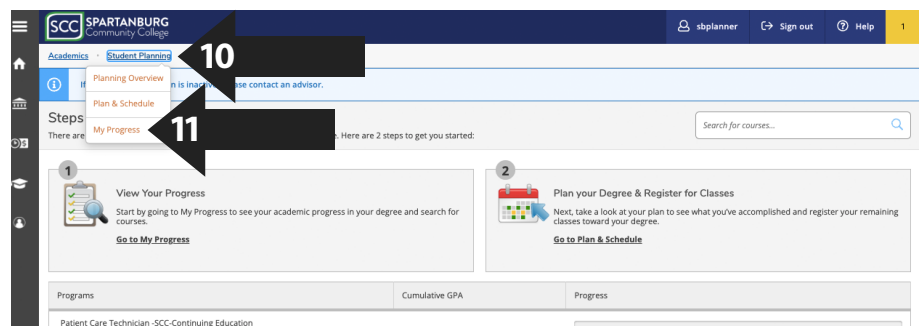 SCC SPARTANBURG
Community College
sbplanner
Sign out
Help
1
Academics · Student Planning
10
Planning Overview
Plan & Schedule
My Progress
11
If
n is inac
se contact an advisor.
Steps
There are
. Here are 2 steps to get you started:
Search for courses...
1
View Your Progress
Start by going to My Progress to see your academic progress in your degree and search for
courses.
Go to My Progress
2
Plan your Degree & Register for Classes
Next, take a look at your plan to see what you've accomplished and register your remaining
classes toward your degree.
Go to Plan & Schedule
Programs
Cumulative GPA
Progress
Patient Care Technician -SCC-Continuing Education